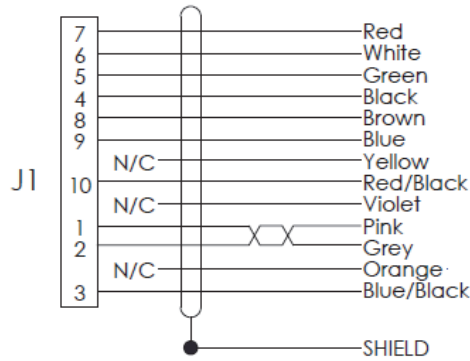 7 Red
6 White
5 Green
4 Black
8 Brown
9 Blue
N/C Yellow
J1
10 Red/Black
N/C Violet
1 Pink
2 Grey
N/C Orange
3 Blue/Black
SHIELD